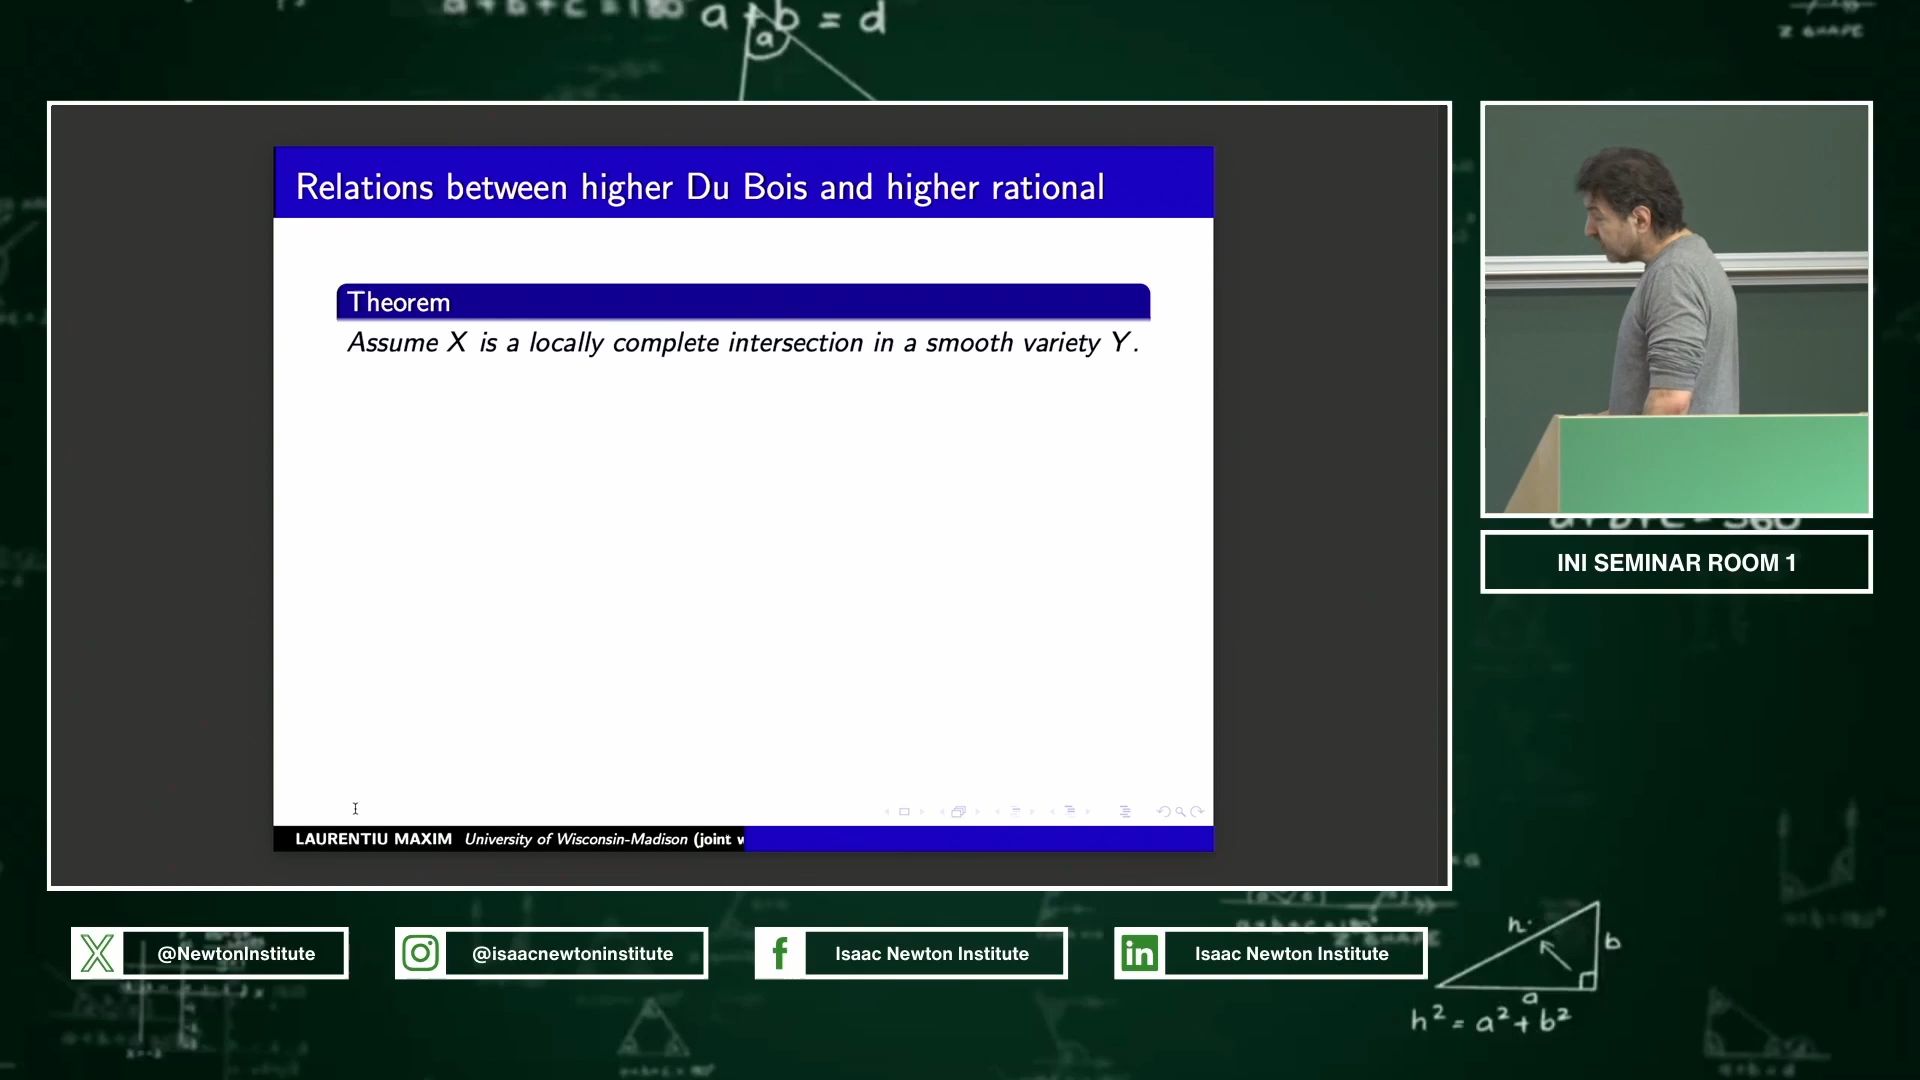 a+b+c=180°
a+b = d
a
Z SHAPE
Relations between higher Du Bois and higher rational
Theorem
Assume X is a locally complete intersection in a smooth variety Y.
LAURENTIU MAXIM University of Wisconsin-Madison (joint w
INI SEMINAR ROOM 1
@NewtonInstitute
@isaacnewtoninstitute
Isaac Newton Institute
Isaac Newton Institute
h
b
a
h² = a² + b²